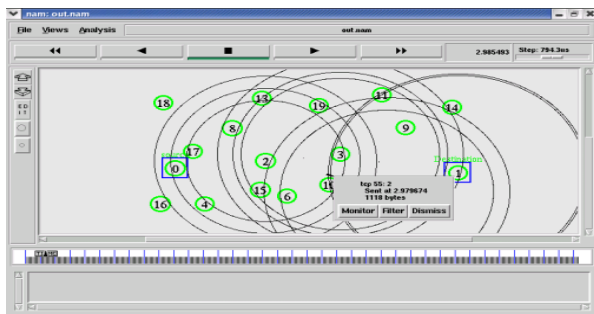 nam: out.nam
File Views Analysis out.nam
2.985493 Step: 794.3us
18 13 19 11 14
8 9
17 2 3 Destination
0 1
15 6
16 4
tcp 55: 2
Sent at 2.979674
1118 bytes
Monitor Filter Dismiss